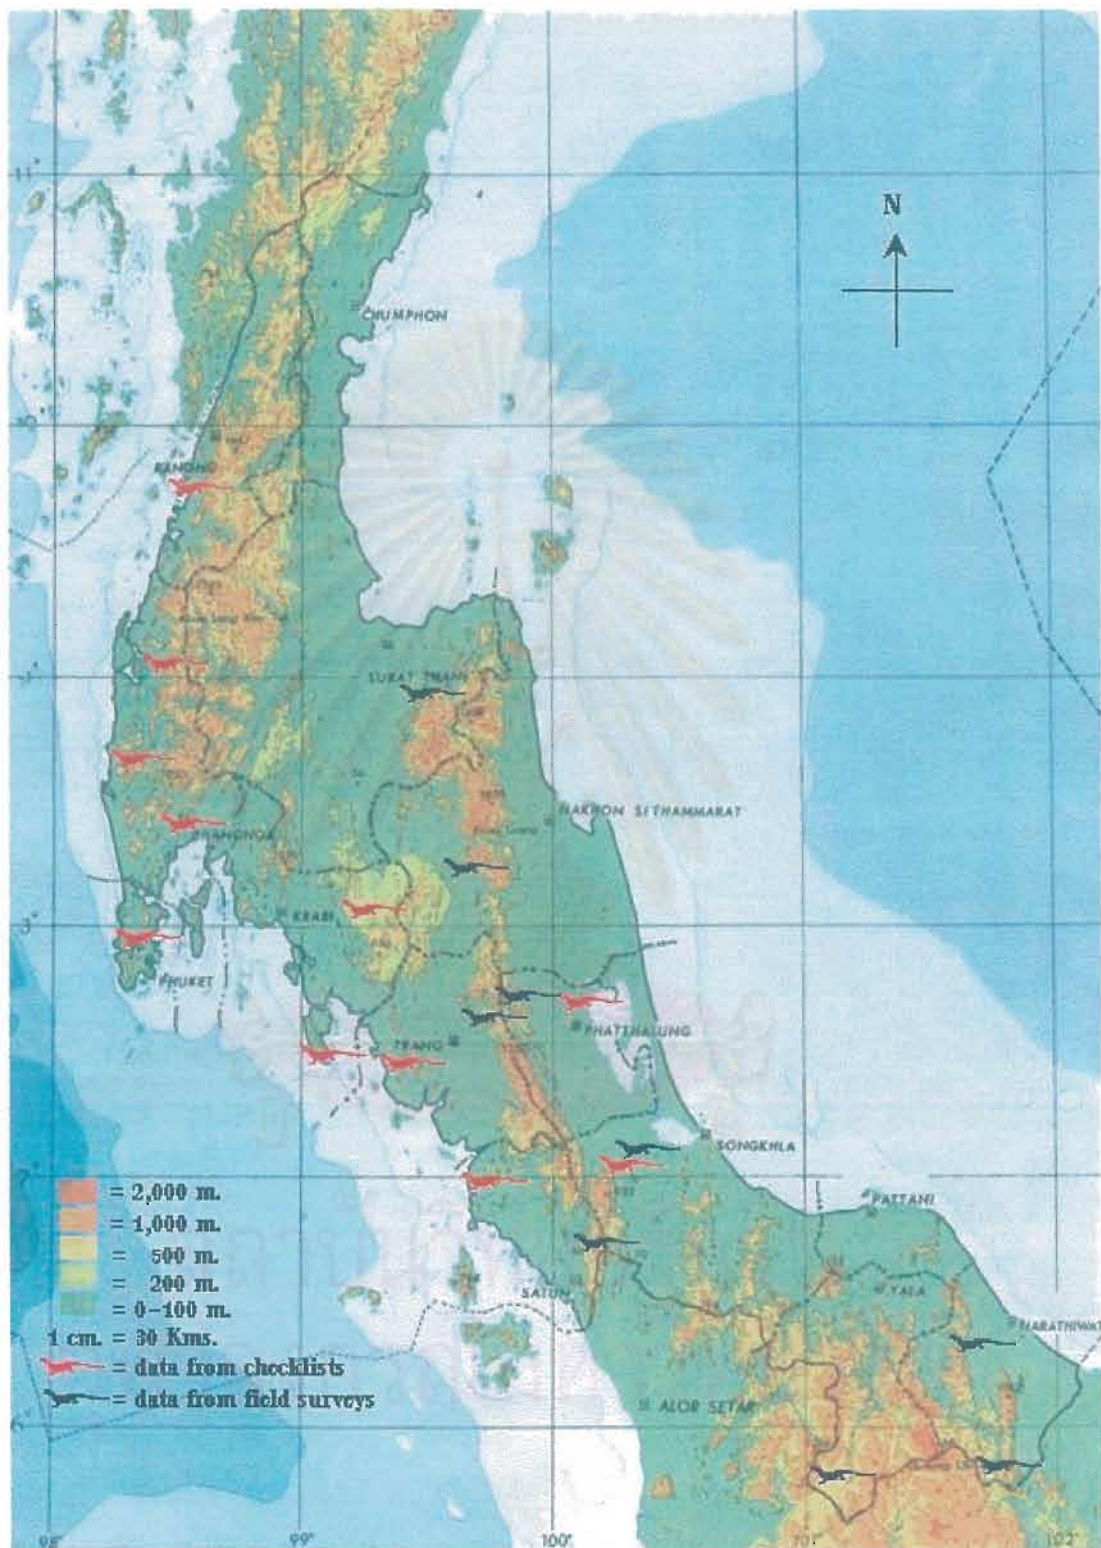 N
11°
CHUMPHON
RANONG
SURAT THANI
NAKHON SITHAMMARAT
PHANGNGA
KRABI
PHUKET
PHATTHALUNG
TRANG
SONGKHLA
PATTANI
= 2,000 m.
= 1,000 m.
= 500 m.
= 200 m.
= 0-100 m.
SATUN
YALA
NARATHIWAT
1 cm. = 30 Kms.
= data from checklists
= data from field surveys
ALOR SETAR
98°
99°
100°
101°
102°